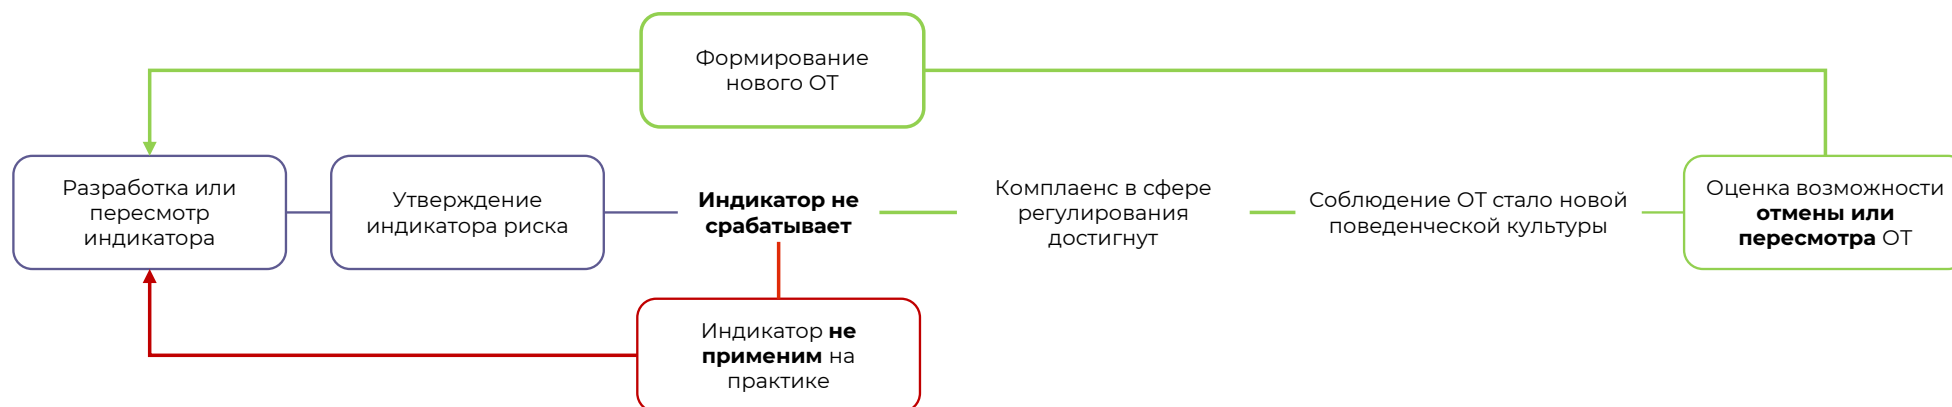 Формирование
нового ОТ
Разработка или
пересмотр
индикатора
Утверждение
индикатора риска
Индикатор не
срабатывает
Комплаенс в сфере
регулирования
достигнут
Соблюдение ОТ стало новой
поведенческой культуры
Оценка возможности
отмены или
пересмотра ОТ
Индикатор не
применим на
практике